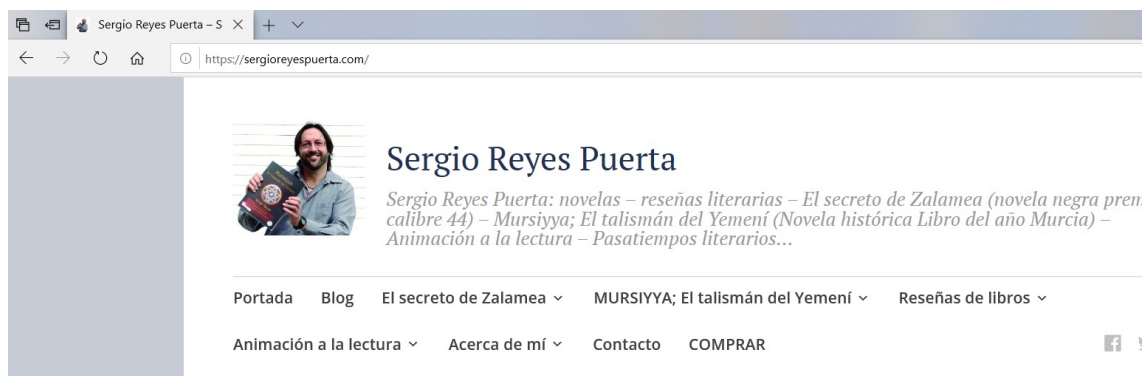 Sergio Reyes Puerta – S
https://sergioreyespuerta.com/
Sergio Reyes Puerta
Sergio Reyes Puerta: novelas – reseñas literarias – El secreto de Zalamea (novela negra prem
calibre 44) – Mursiyya; El talismán del Yemení (Novela histórica Libro del año Murcia) –
Animación a la lectura – Pasatiempos literarios...
Portada Blog El secreto de Zalamea MURSIYYA; El talismán del Yemení Reseñas de libros
Animación a la lectura Acerca de mí Contacto COMPRAR